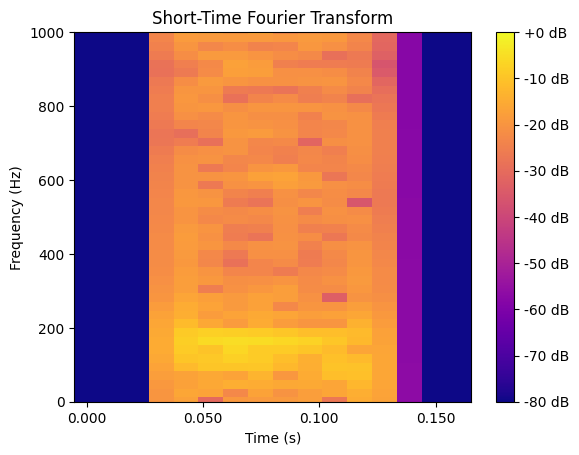 Short-Time Fourier Transform
1000
800
600
400
200
0
Frequency (Hz)
0.000
0.050
0.100
0.150
Time (s)
+0 dB
-10 dB
-20 dB
-30 dB
-40 dB
-50 dB
-60 dB
-70 dB
-80 dB